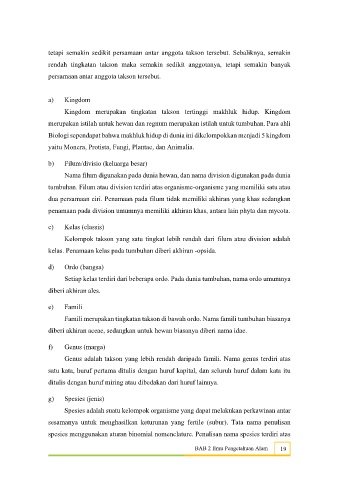 tetapi semakin sedikit persamaan antar anggota takson tersebut. Sebaliknya, semakin
rendah tingkatan takson maka semakin sedikit anggotanya, tetapi semakin banyak
persamaan antar anggota takson tersebut.
a) Kingdom
Kingdom merupakan tingkatan takson tertinggi makhluk hidup. Kingdom
merupakan istilah untuk hewan dan regnum merupakan istilah untuk tumbuhan. Para ahli
Biologi sependapat bahwa makhluk hidup di dunia ini dikelompokkan menjadi 5 kingdom
yaitu Monera, Protista, Fungi, Plantae, dan Animalia.
b) Filum/divisio (keluarga besar)
Nama filum digunakan pada dunia hewan, dan nama division digunakan pada dunia
tumbuhan. Filum atau division terdiri atas organisme-organisme yang memiliki satu atau
dua persamaan ciri. Penamaan pada filum tidak memiliki akhiran yang khas sedangkan
penamaan pada division umumnya memiliki akhiran khas, antara lain phyta dan mycota.
c) Kelas (classis)
Kelompok takson yang satu tingkat lebih rendah dari filum atau division adalah
kelas. Penamaan kelas pada tumbuhan diberi akhiran -opsida.
d) Ordo (bangsa)
Setiap kelas terdiri dari beberapa ordo. Pada dunia tumbuhan, nama ordo umumnya
diberi akhiran ales.
e) Famili
Famili merupakan tingkatan takson di bawah ordo. Nama famili tumbuhan biasanya
diberi akhiran aceae, sedangkan untuk hewan biasanya diberi nama idae.
f) Genus (marga)
Genus adalah takson yang lebih rendah daripada famili. Nama genus terdiri atas
satu kata, huruf pertama ditulis dengan huruf kapital, dan seluruh huruf dalam kata itu
ditulis dengan huruf miring atau dibedakan dari huruf lainnya.
g) Spesies (jenis)
Spesies adalah suatu kelompok organisme yang dapat melakukan perkawinan antar
sesamanya untuk menghasilkan keturunan yang fertile (subur). Tata nama penulisan
spesies menggunakan aturan binomial nomenclature. Penulisan nama spesies terdiri atas
BAB 2 Ilmu Pengetahuan Alam 19